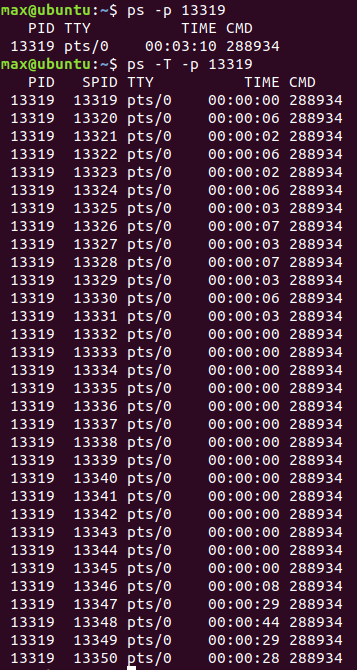 max@ubuntu:~$ ps -p 13319
PID TTY TIME CMD
13319 pts/0 00:03:10 288934
max@ubuntu:~$ ps -T -p 13319
PID SPID TTY TIME CMD
13319 13319 pts/0 00:00:00 288934
13319 13320 pts/0 00:00:06 288934
13319 13321 pts/0 00:00:02 288934
13319 13322 pts/0 00:00:06 288934
13319 13323 pts/0 00:00:02 288934
13319 13324 pts/0 00:00:06 288934
13319 13325 pts/0 00:00:03 288934
13319 13326 pts/0 00:00:07 288934
13319 13327 pts/0 00:00:03 288934
13319 13328 pts/0 00:00:07 288934
13319 13329 pts/0 00:00:03 288934
13319 13330 pts/0 00:00:06 288934
13319 13331 pts/0 00:00:03 288934
13319 13332 pts/0 00:00:00 288934
13319 13333 pts/0 00:00:00 288934
13319 13334 pts/0 00:00:00 288934
13319 13335 pts/0 00:00:00 288934
13319 13336 pts/0 00:00:00 288934
13319 13337 pts/0 00:00:00 288934
13319 13338 pts/0 00:00:00 288934
13319 13339 pts/0 00:00:00 288934
13319 13340 pts/0 00:00:00 288934
13319 13341 pts/0 00:00:00 288934
13319 13342 pts/0 00:00:00 288934
13319 13343 pts/0 00:00:00 288934
13319 13344 pts/0 00:00:00 288934
13319 13345 pts/0 00:00:00 288934
13319 13346 pts/0 00:00:08 288934
13319 13347 pts/0 00:00:29 288934
13319 13348 pts/0 00:00:44 288934
13319 13349 pts/0 00:00:29 288934
13319 13350 pts/0 00:00:28 288934